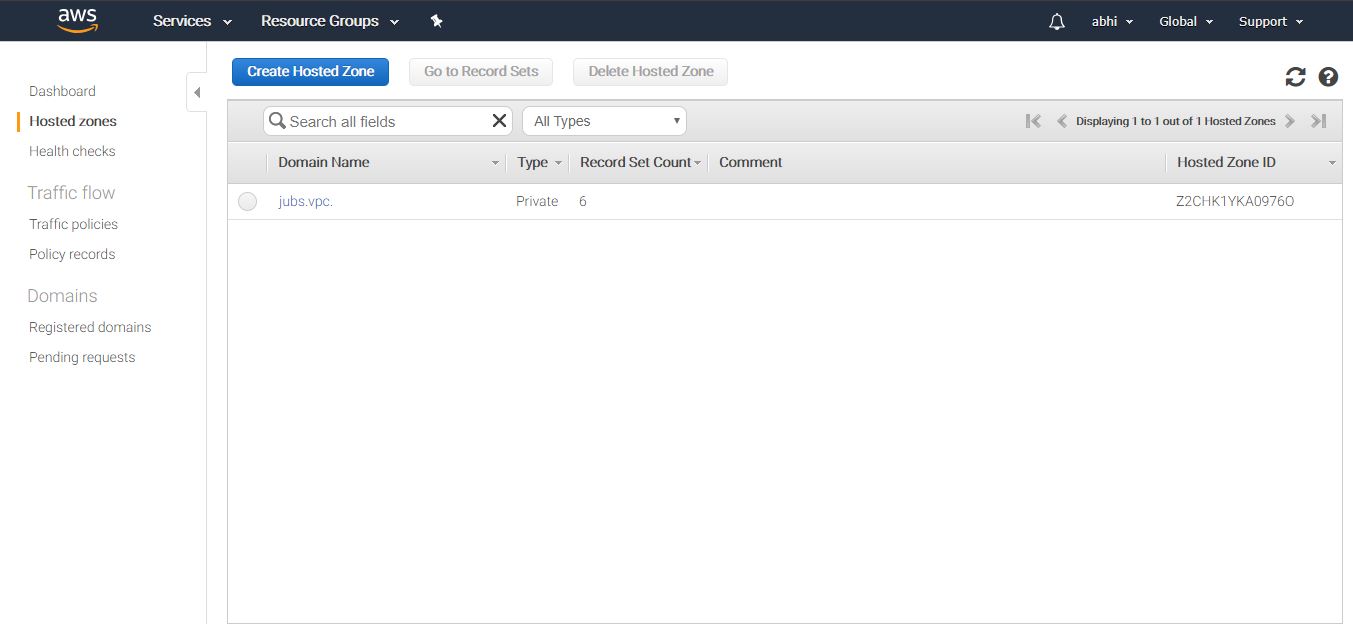 aws Services Resource Groups abhi Global Support
Create Hosted Zone Go to Record Sets Delete Hosted Zone
Dashboard
Hosted zones
Health checks
Traffic flow
Traffic policies
Policy records
Domains
Registered domains
Pending requests
Search all fields All Types Displaying 1 to 1 out of 1 Hosted Zones
Domain Name Type Record Set Count Comment Hosted Zone ID
jubs.vpc. Private 6 Z2CHK1YKA0976O